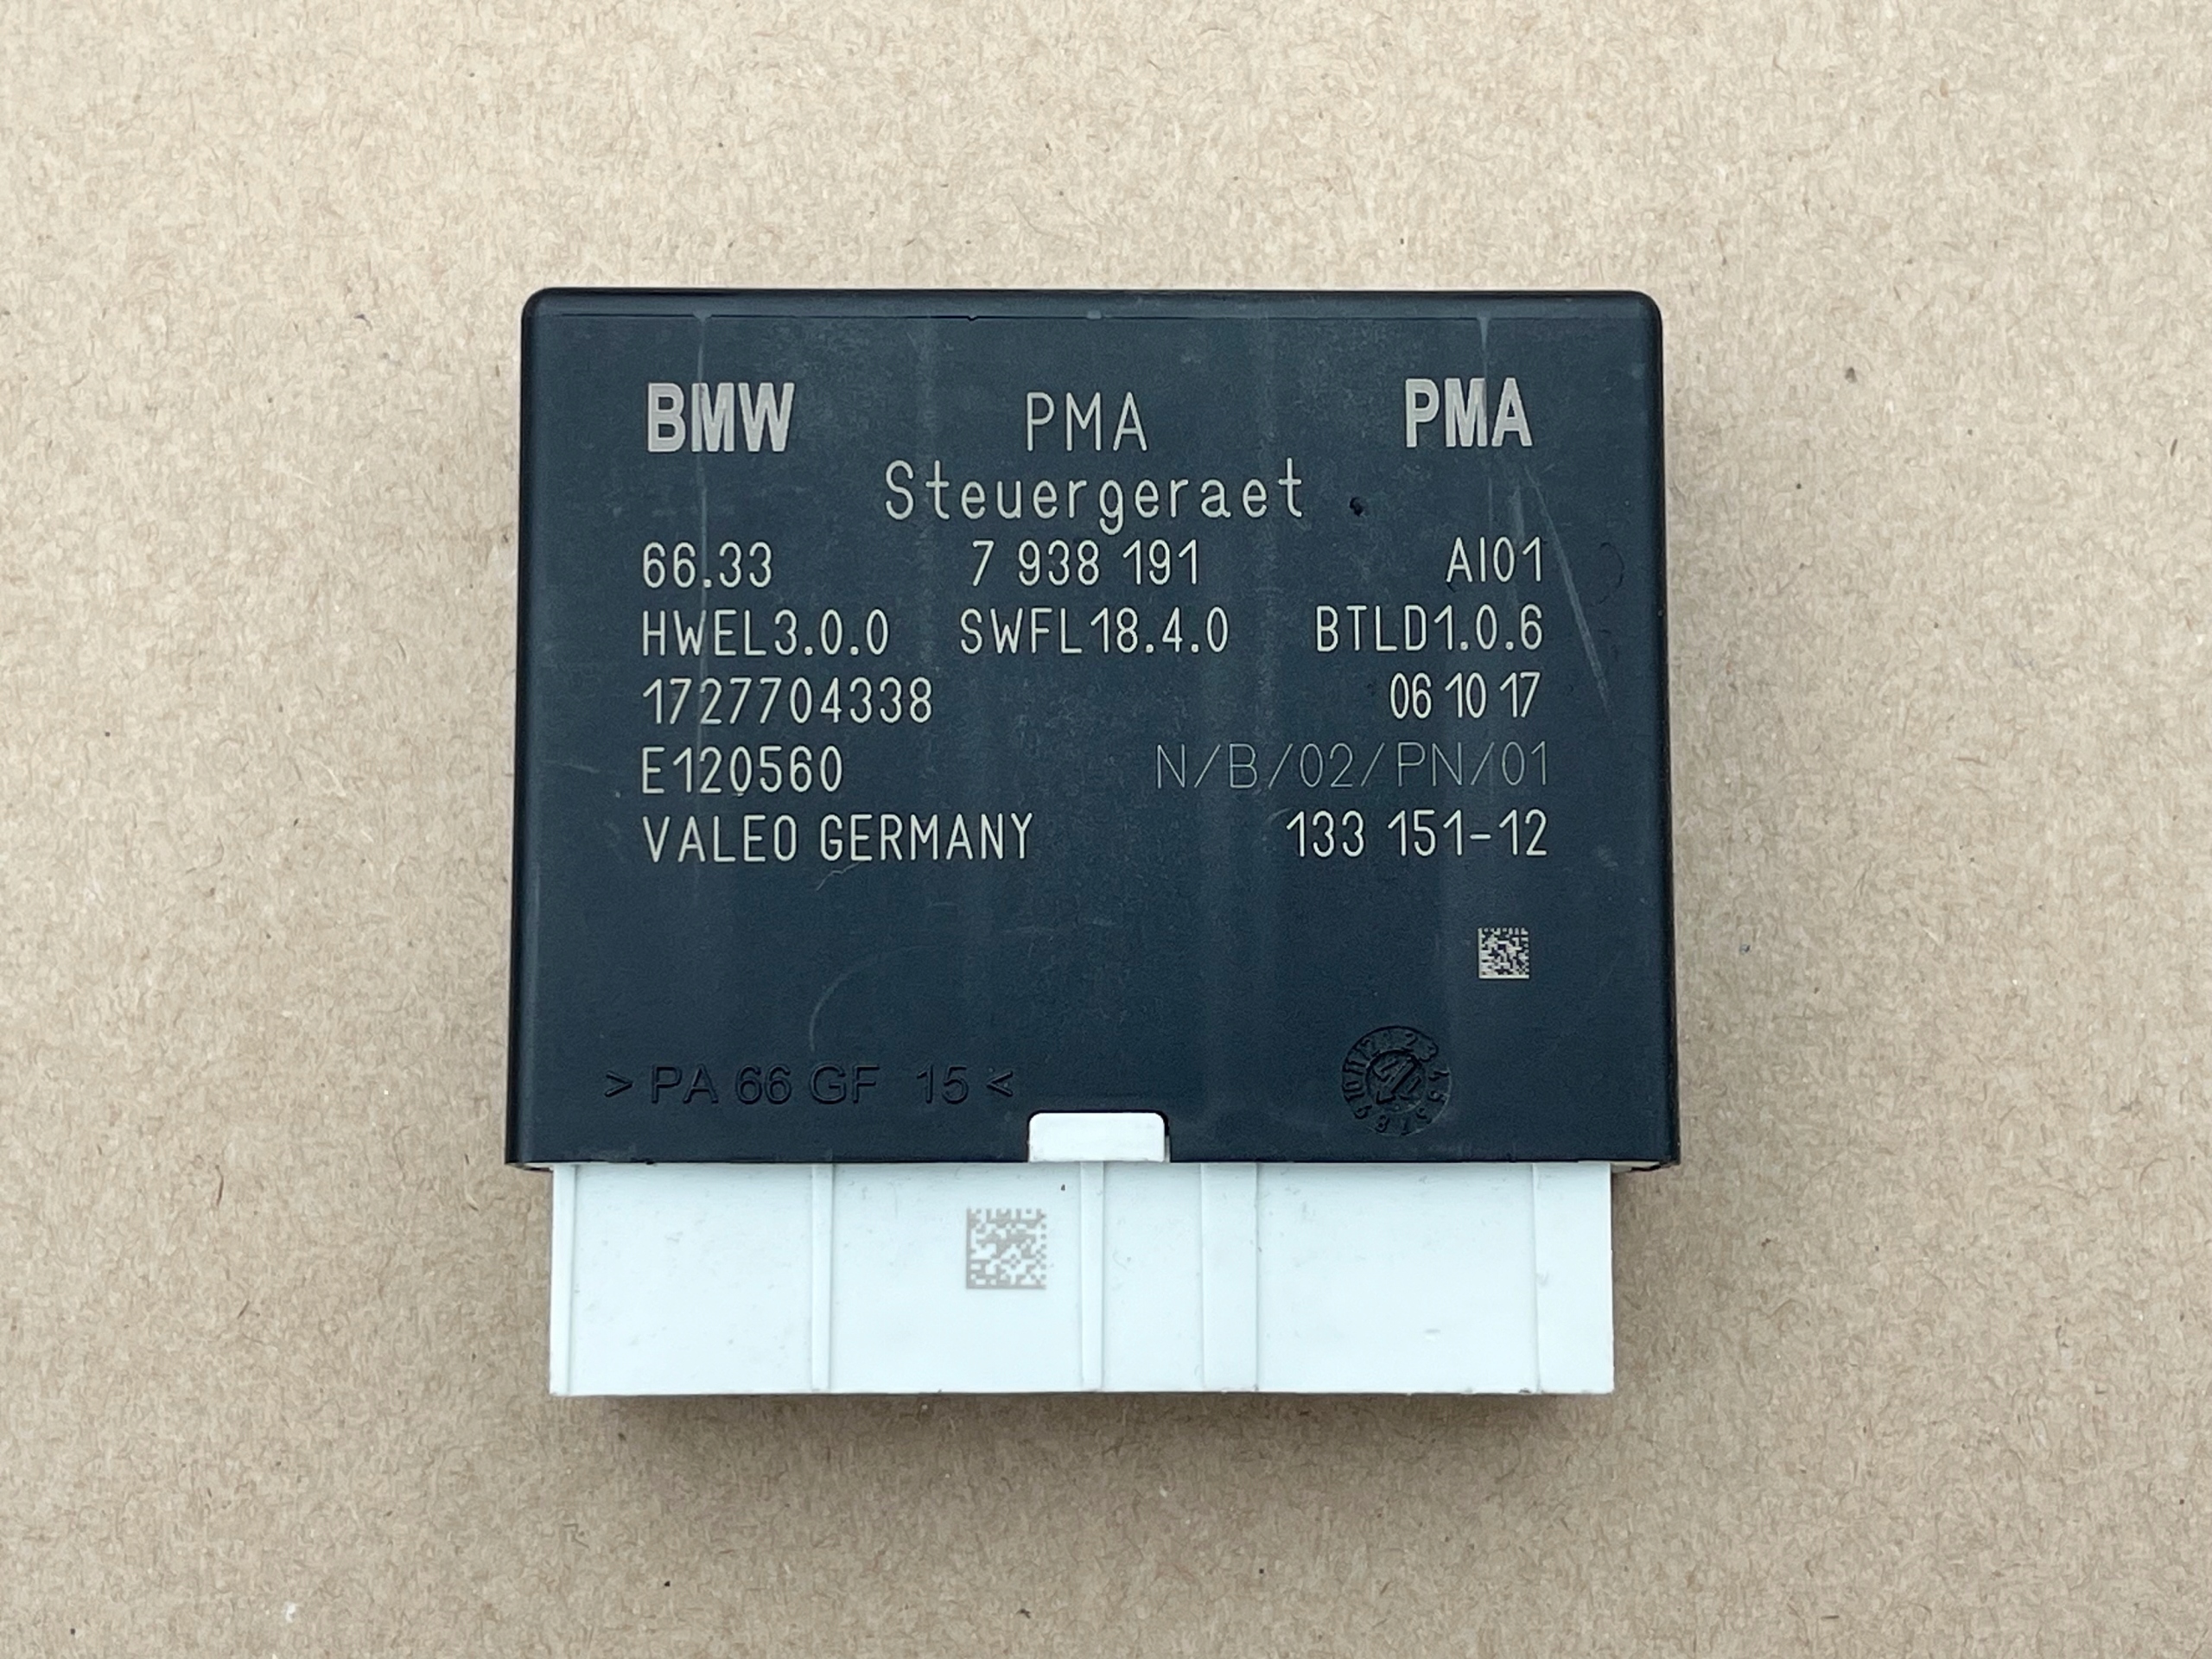 BMW PMA PMA
Steuergeraet
66.33 7 938 191 AI01
HWEL3.0.0 SWFL18.4.0 BTLD1.0.6
1727704338 06 10 17
E120560 N/B/02/PN/01
VALEO GERMANY 133 151-12
>PA 66 GF 15<